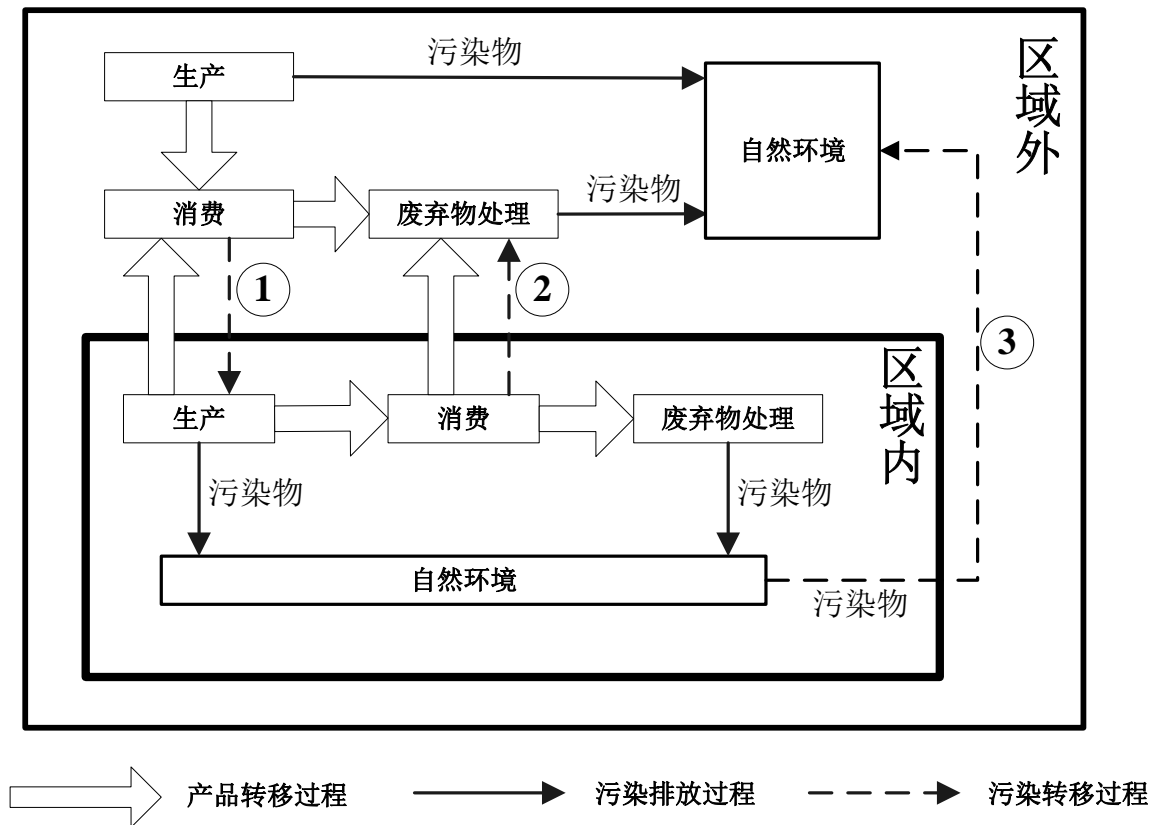 污染物
生产
区域外
自然环境
污染物
消费
废弃物处理
1
2
3
区域内
生产
消费
废弃物处理
污染物
污染物
自然环境
污染物
产品转移过程
污染排放过程
污染转移过程